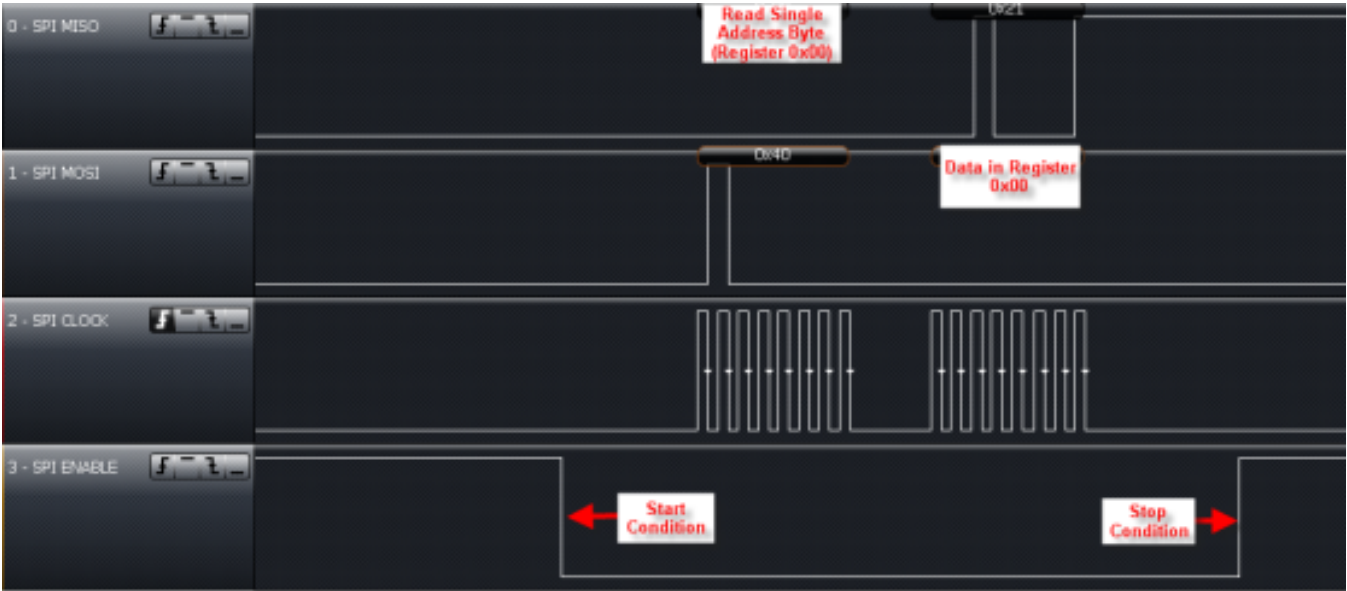 0 - SPI MISO
Read Single
Address Byte
(Register 0x00)
0x21
1 - SPI MOSI
0x40
Data in Register
0x00
2 - SPI CLOCK
3 - SPI ENABLE
Start
Condition
Stop
Condition